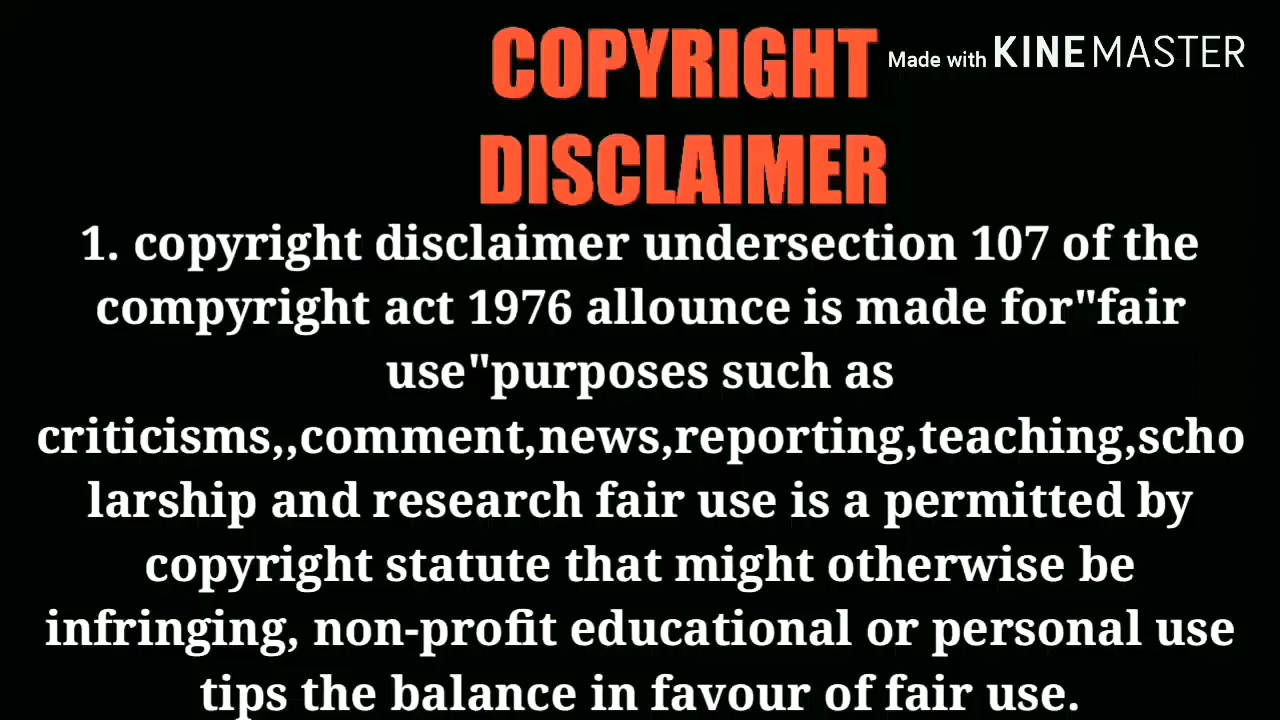 COPYRIGHT
Made with KINEMASTER
DISCLAIMER
1. copyright disclaimer undersection 107 of the
compyright act 1976 allounce is made for"fair
use"purposes such as
criticisms,,comment,news,reporting,teaching,scho
larship and research fair use is a permitted by
copyright statute that might otherwise be
infringing, non-profit educational or personal use
tips the balance in favour of fair use.